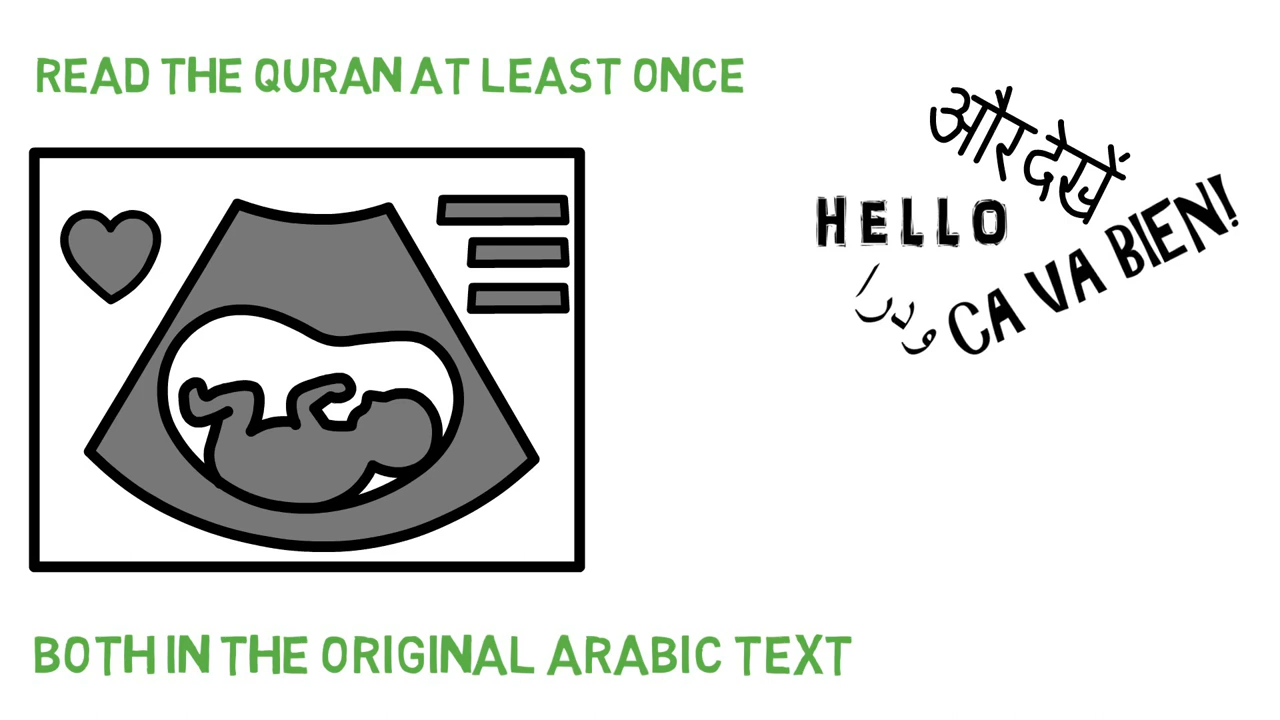 READ THE QURAN AT LEAST ONCE
और देखें
HELLO
CA VA BIEN!
BOTH IN THE ORIGINAL ARABIC TEXT